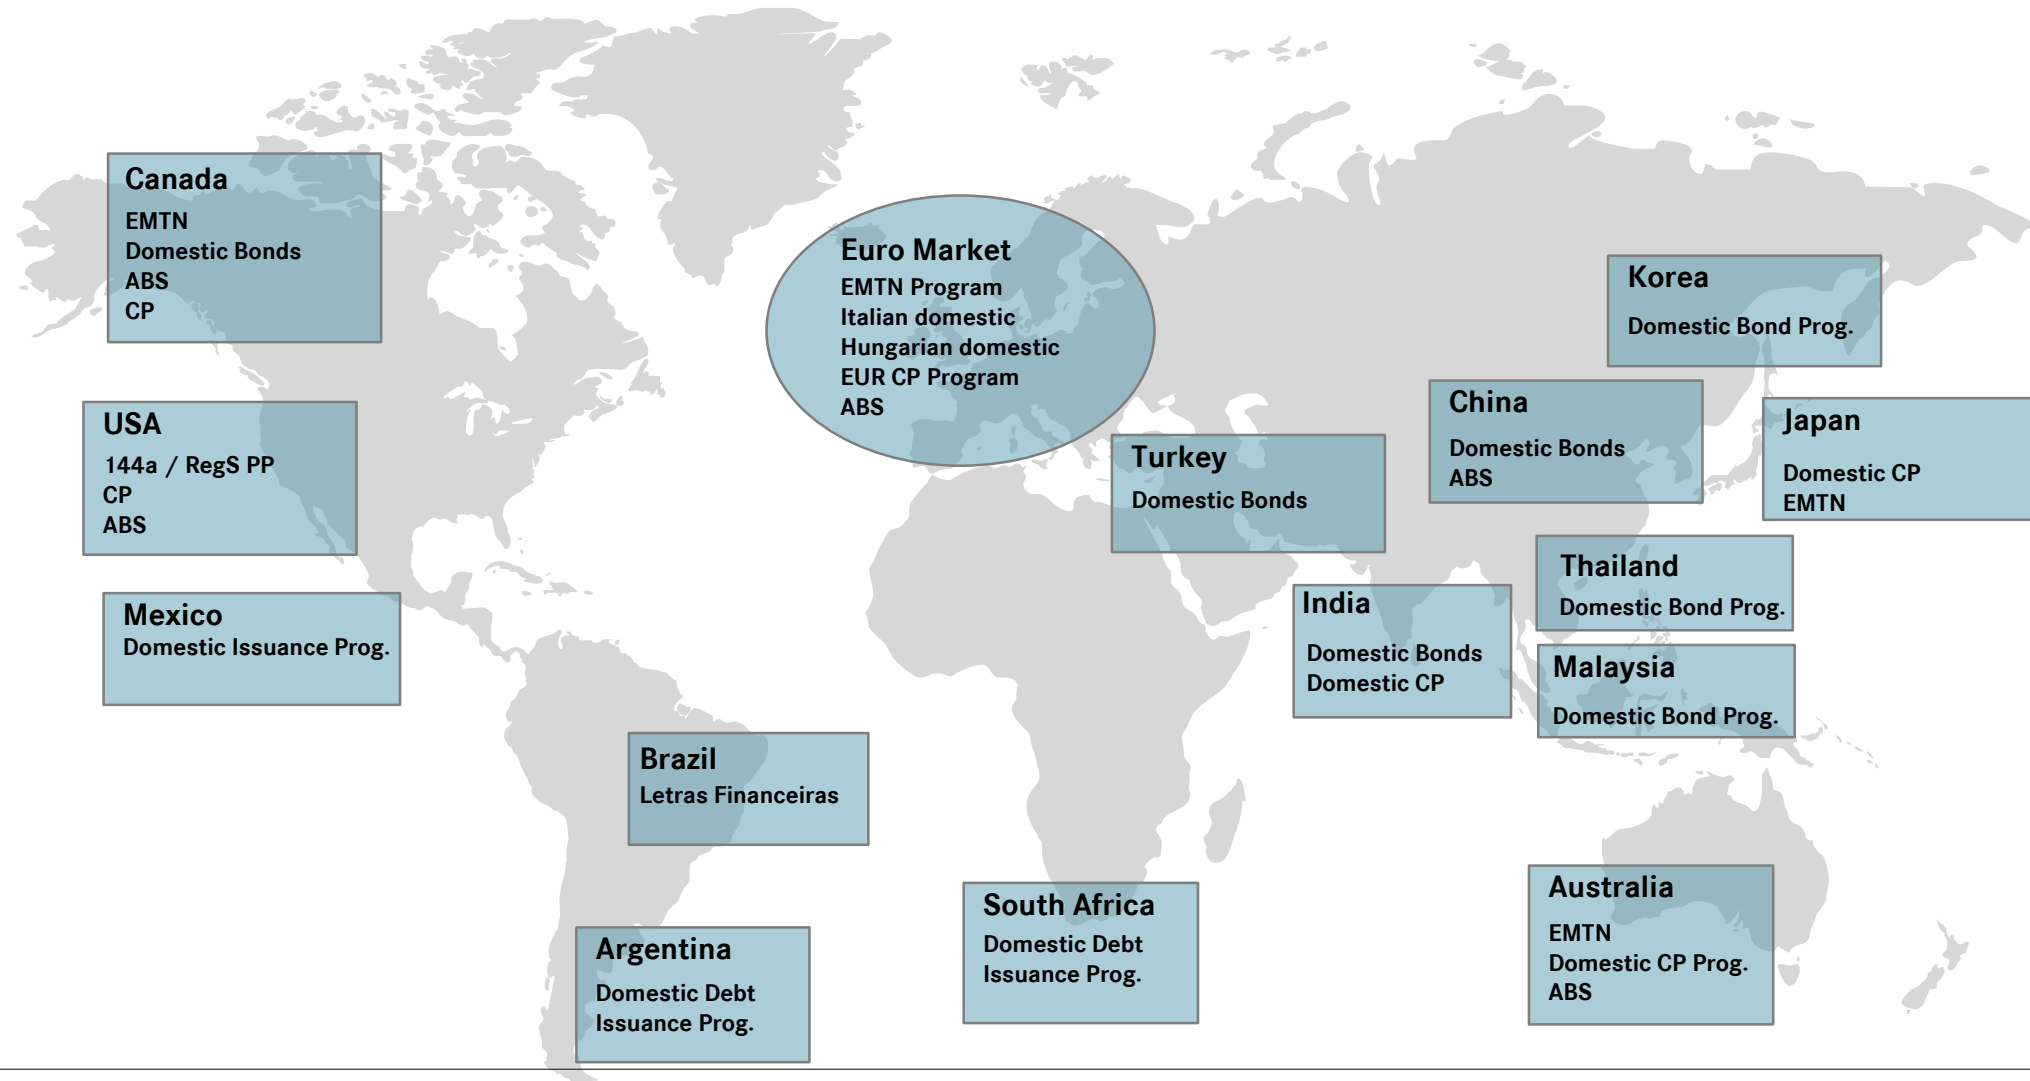 Canada
EMTN
Domestic Bonds
ABS
CP
USA
144a / RegS PP
CP
ABS
Mexico
Domestic Issuance Prog.
Brazil
Letras Financeiras
Argentina
Domestic Debt
Issuance Prog.
Euro Market
EMTN Program
Italian domestic
Hungarian domestic
EUR CP Program
ABS
Turkey
Domestic Bonds
South Africa
Domestic Debt
Issuance Prog.
India
Domestic Bonds
Domestic CP
China
Domestic Bonds
ABS
Korea
Domestic Bond Prog.
Japan
Domestic CP
EMTN
Thailand
Domestic Bond Prog.
Malaysia
Domestic Bond Prog.
Australia
EMTN
Domestic CP Prog.
ABS